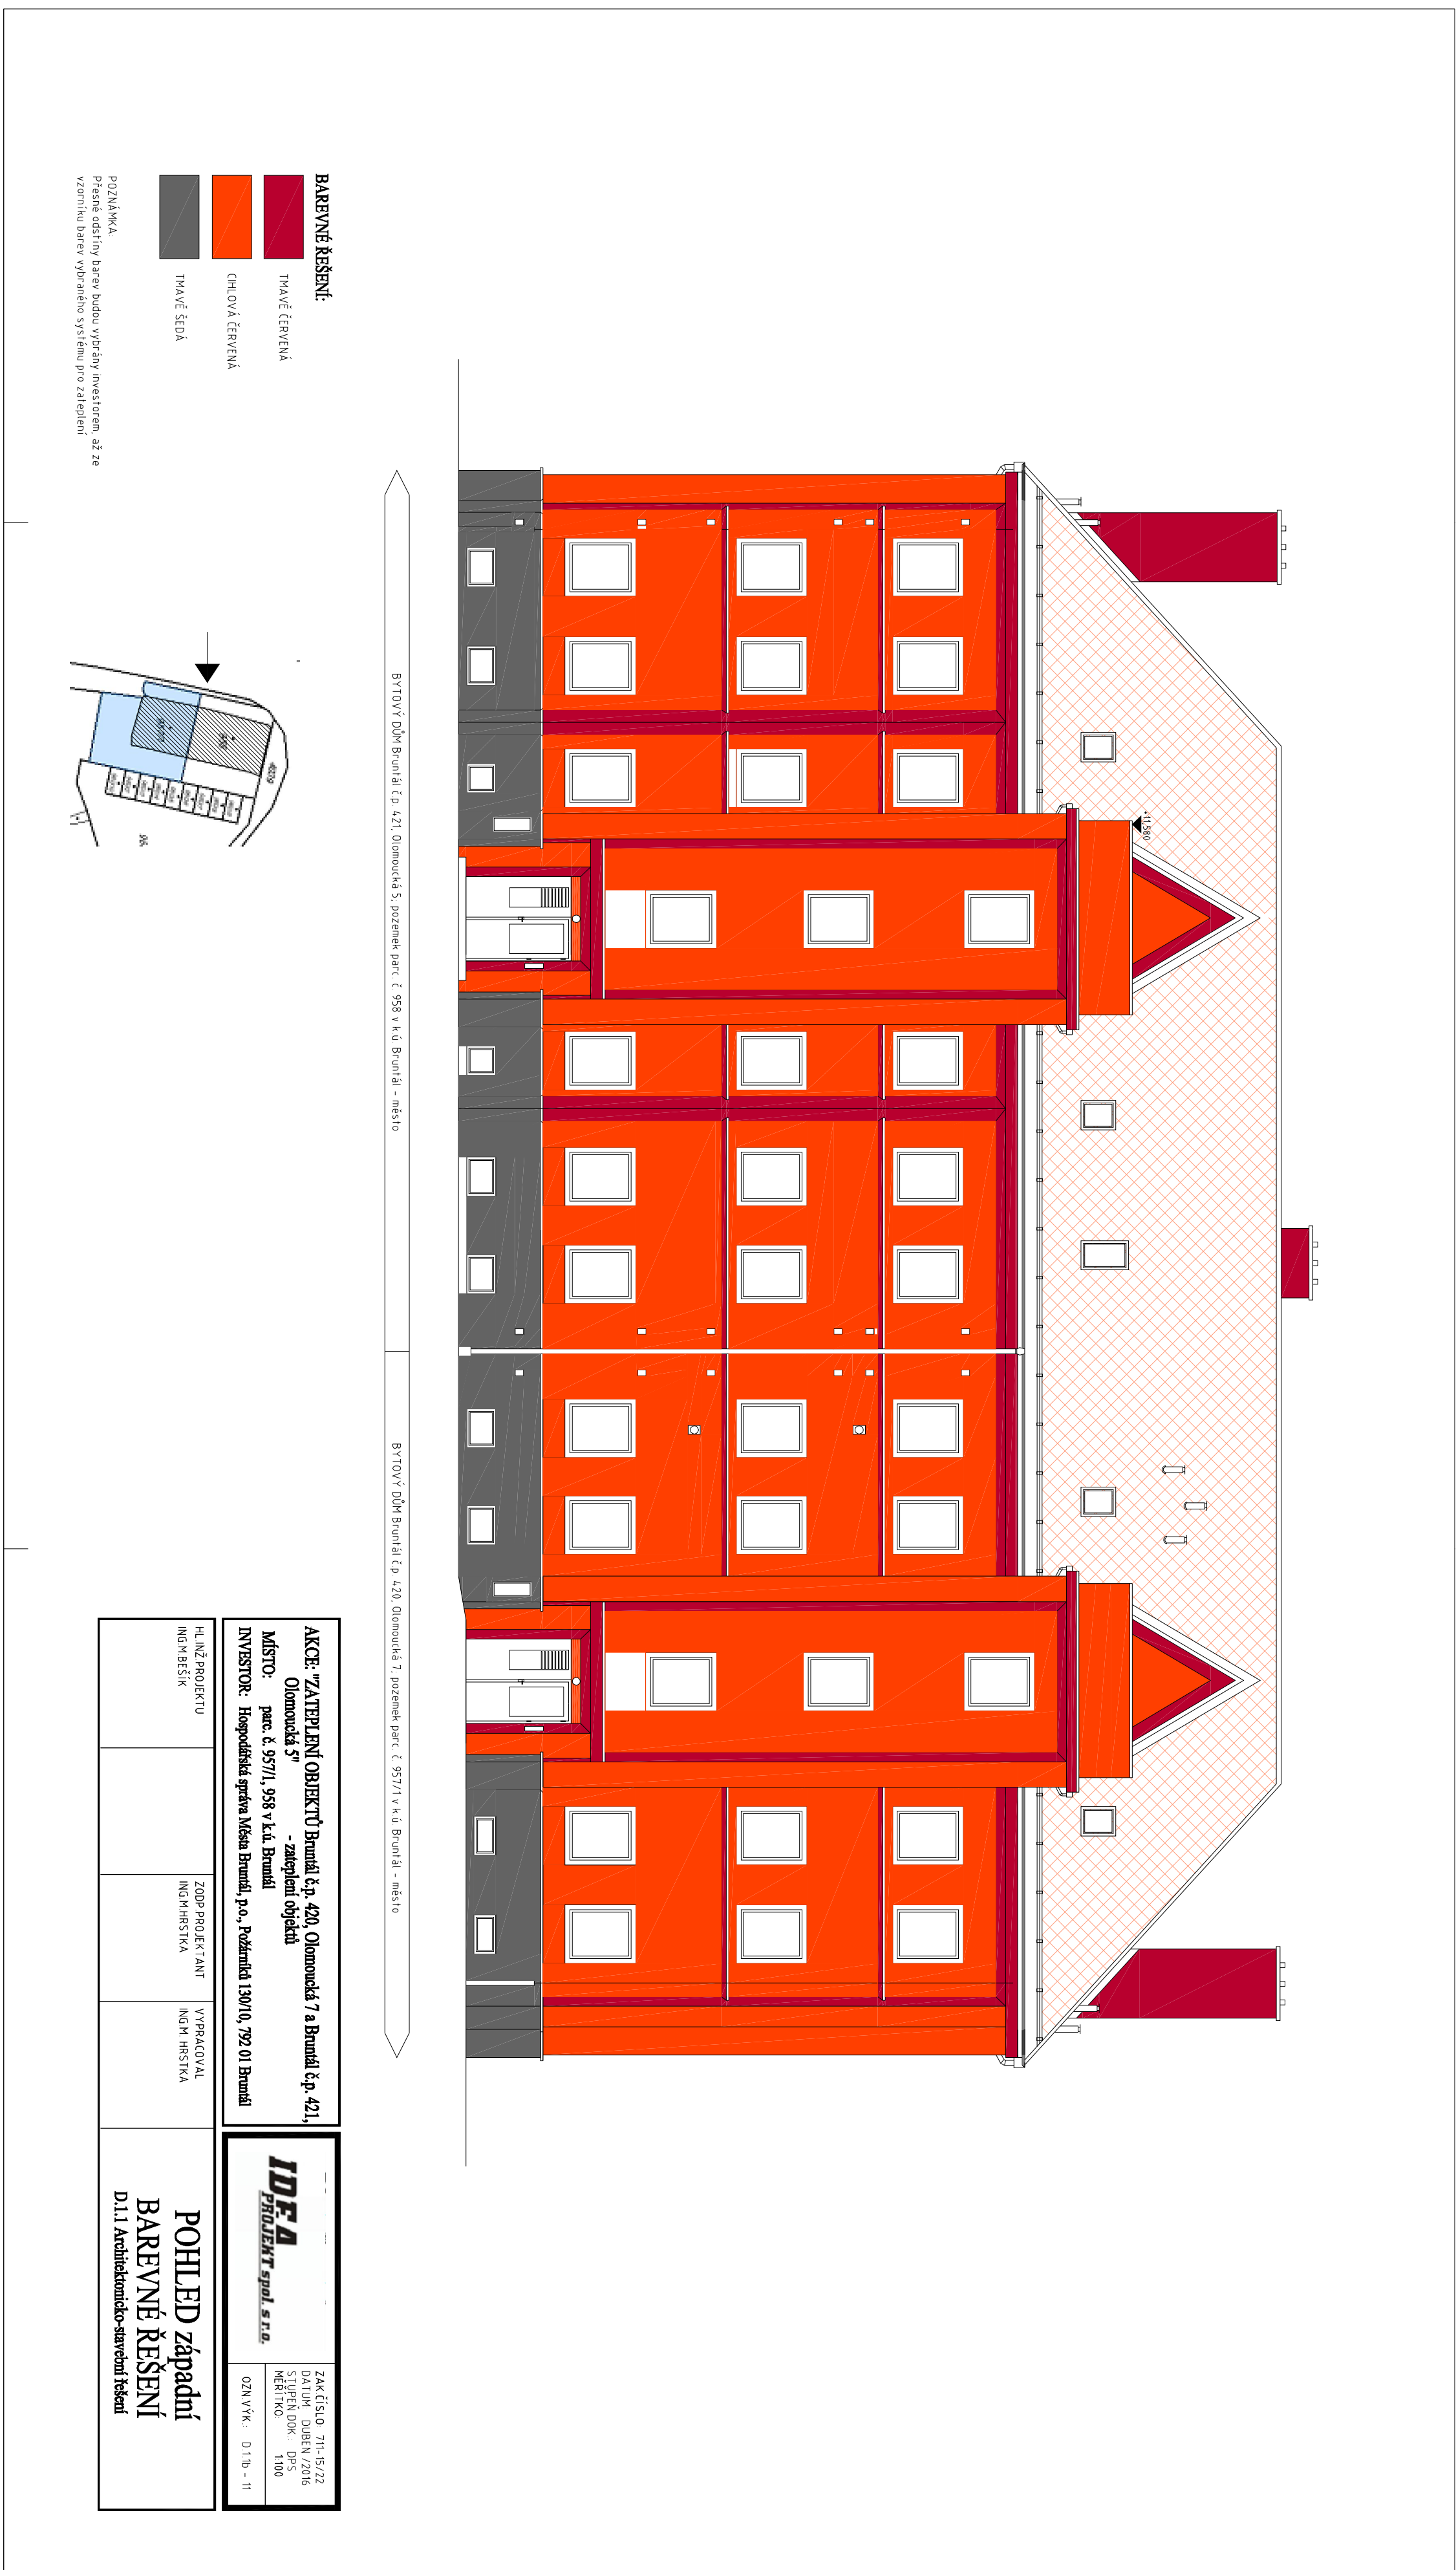 +11,580
BYTOVÝ DŮM Bruntál č.p. 421, Olomoucká 5, pozemek parc. č. 958 v k.ú. Bruntál - město
BYTOVÝ DŮM Bruntál č.p. 420, Olomoucká 7, pozemek parc. č. 957/1 v k.ú. Bruntál - město
BAREVNÉ ŘEŠENÍ:
TMAVĚ ČERVENÁ
CIHLOVÁ ČERVENÁ
TMAVĚ ŠEDÁ
POZNÁMKA:
Přesné odstíny barev budou vybrány investorem, až ze
vzorníku barev vybraného systému pro zateplení
AKCE: "ZATEPLENÍ OBJEKTŮ Bruntál č.p. 420, Olomoucká 7 a Bruntál č.p. 421,
Olomoucká 5" - zateplení objektů
MÍSTO: parc. č. 957/1, 958 v k.ú. Bruntál
INVESTOR: Hospodářská správa Města Bruntál, p.o., Požárníků 130/10, 792 01 Bruntál
IDEA
PROJEKT spol. s r.o.
ZAK.ČÍSLO: 711-15/22
DATUM: DUBEN /2016
STUPEŇ DOK.: DPS
MĚŘÍTKO: 1:100
OZN.VÝK.: D.1.1b - 11
HL.INŽ.PROJEKTU
ING.M.BEŠÍK
ZODP.PROJEKTANT
ING.M.HRSTKA
VYPRACOVAL
ING.M. HRSTKA
POHLED západní
BAREVNÉ ŘEŠENÍ
D.1.1 Architektonicko-stavební řešení